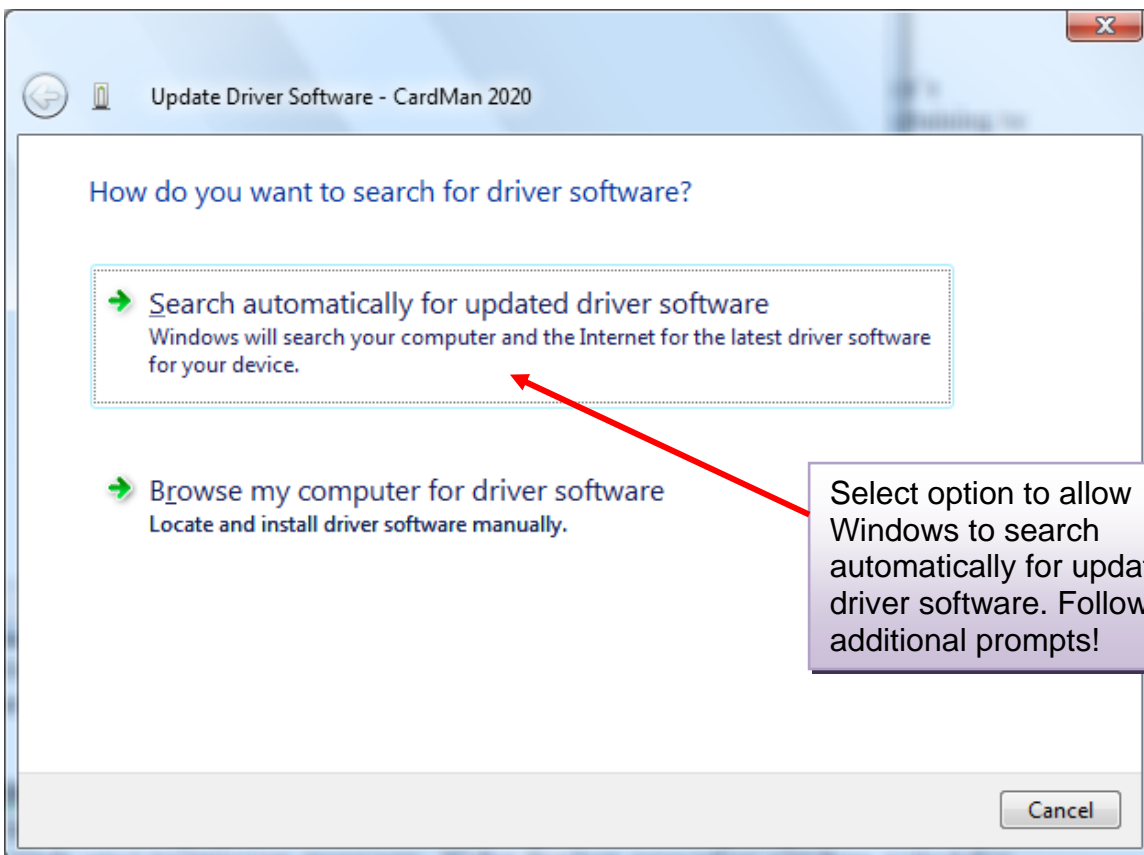 Update Driver Software - CardMan 2020
How do you want to search for driver software?
Search automatically for updated driver software
Windows will search your computer and the Internet for the latest driver software
for your device.
Browse my computer for driver software
Locate and install driver software manually.
Select option to allow
Windows to search
automatically for
driver software. Follow
additional prompts!
Cancel